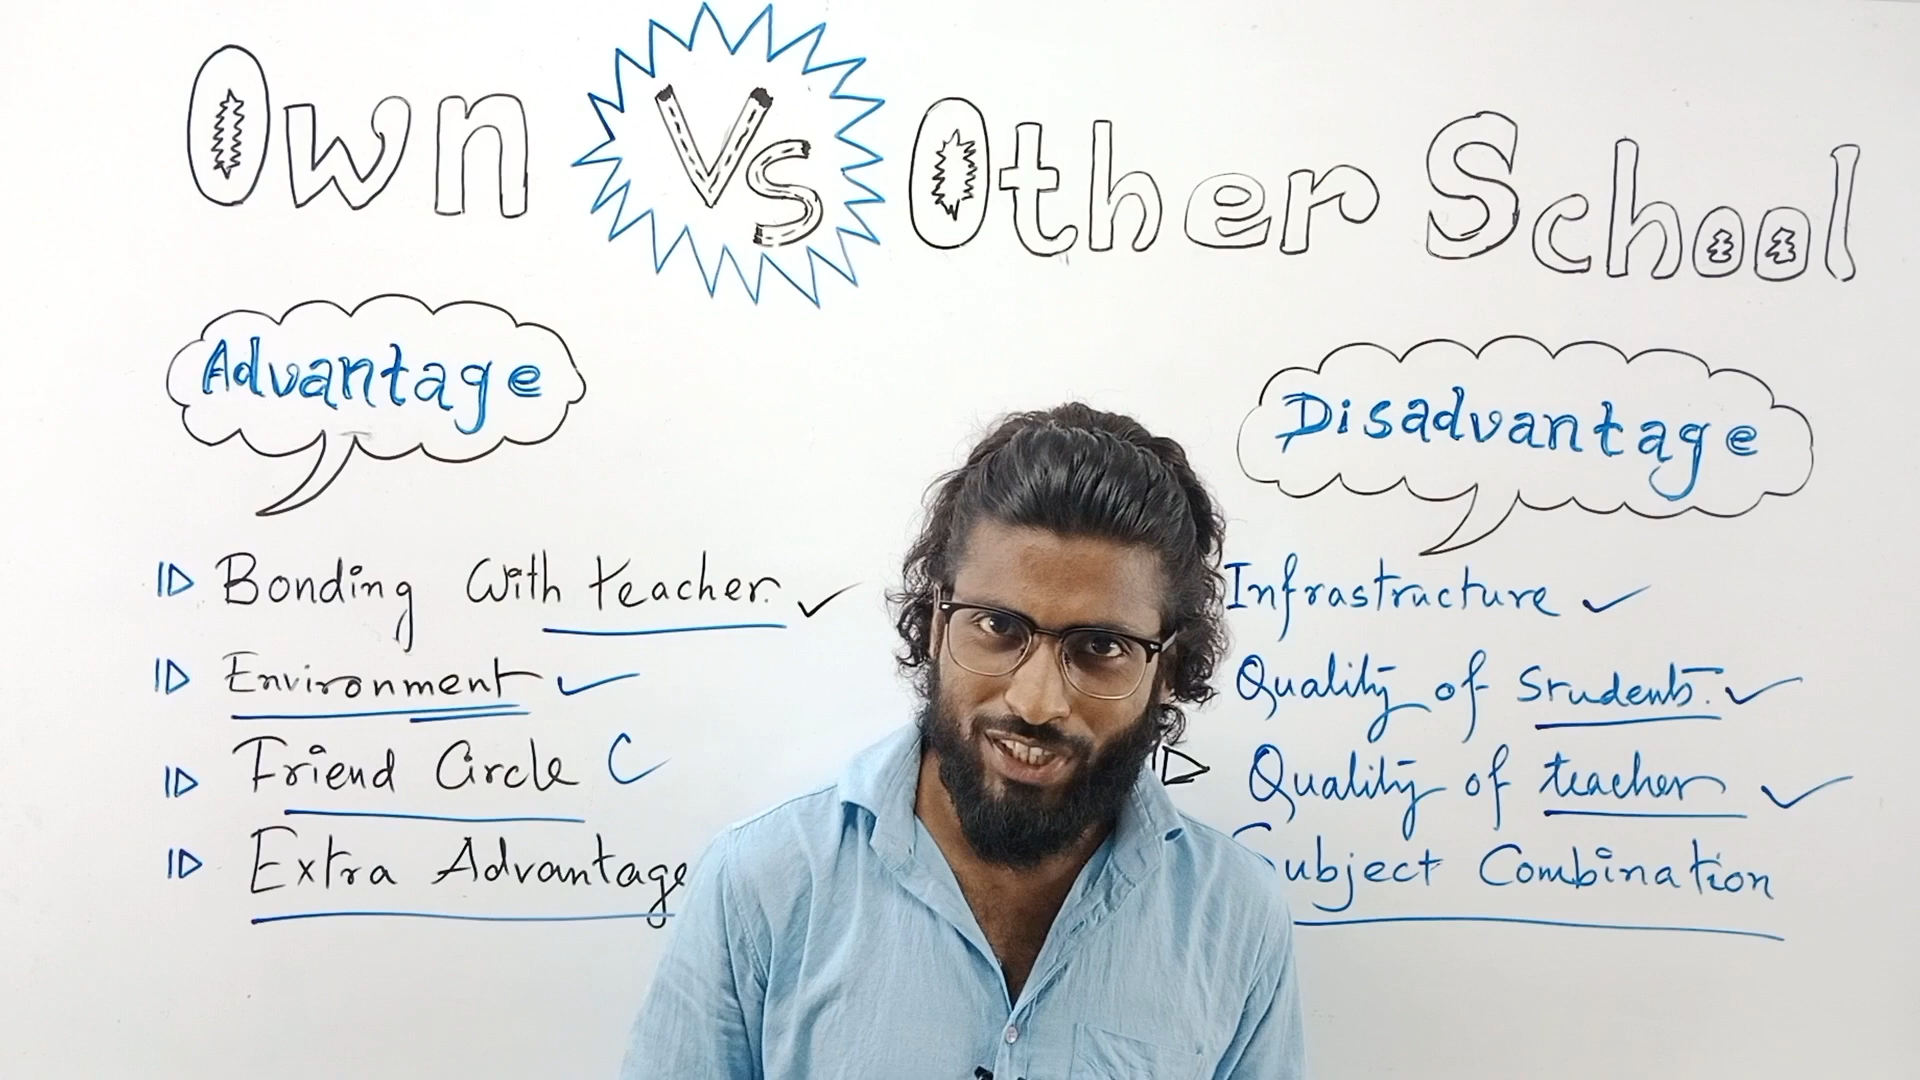 Own Vs Other School
Advantage
Disadvantage
Bonding With teacher.
Environment
Friend Circle C
Extra Advantage
Infrastructure
Quality of Students.
Quality of teacher
Subject Combination